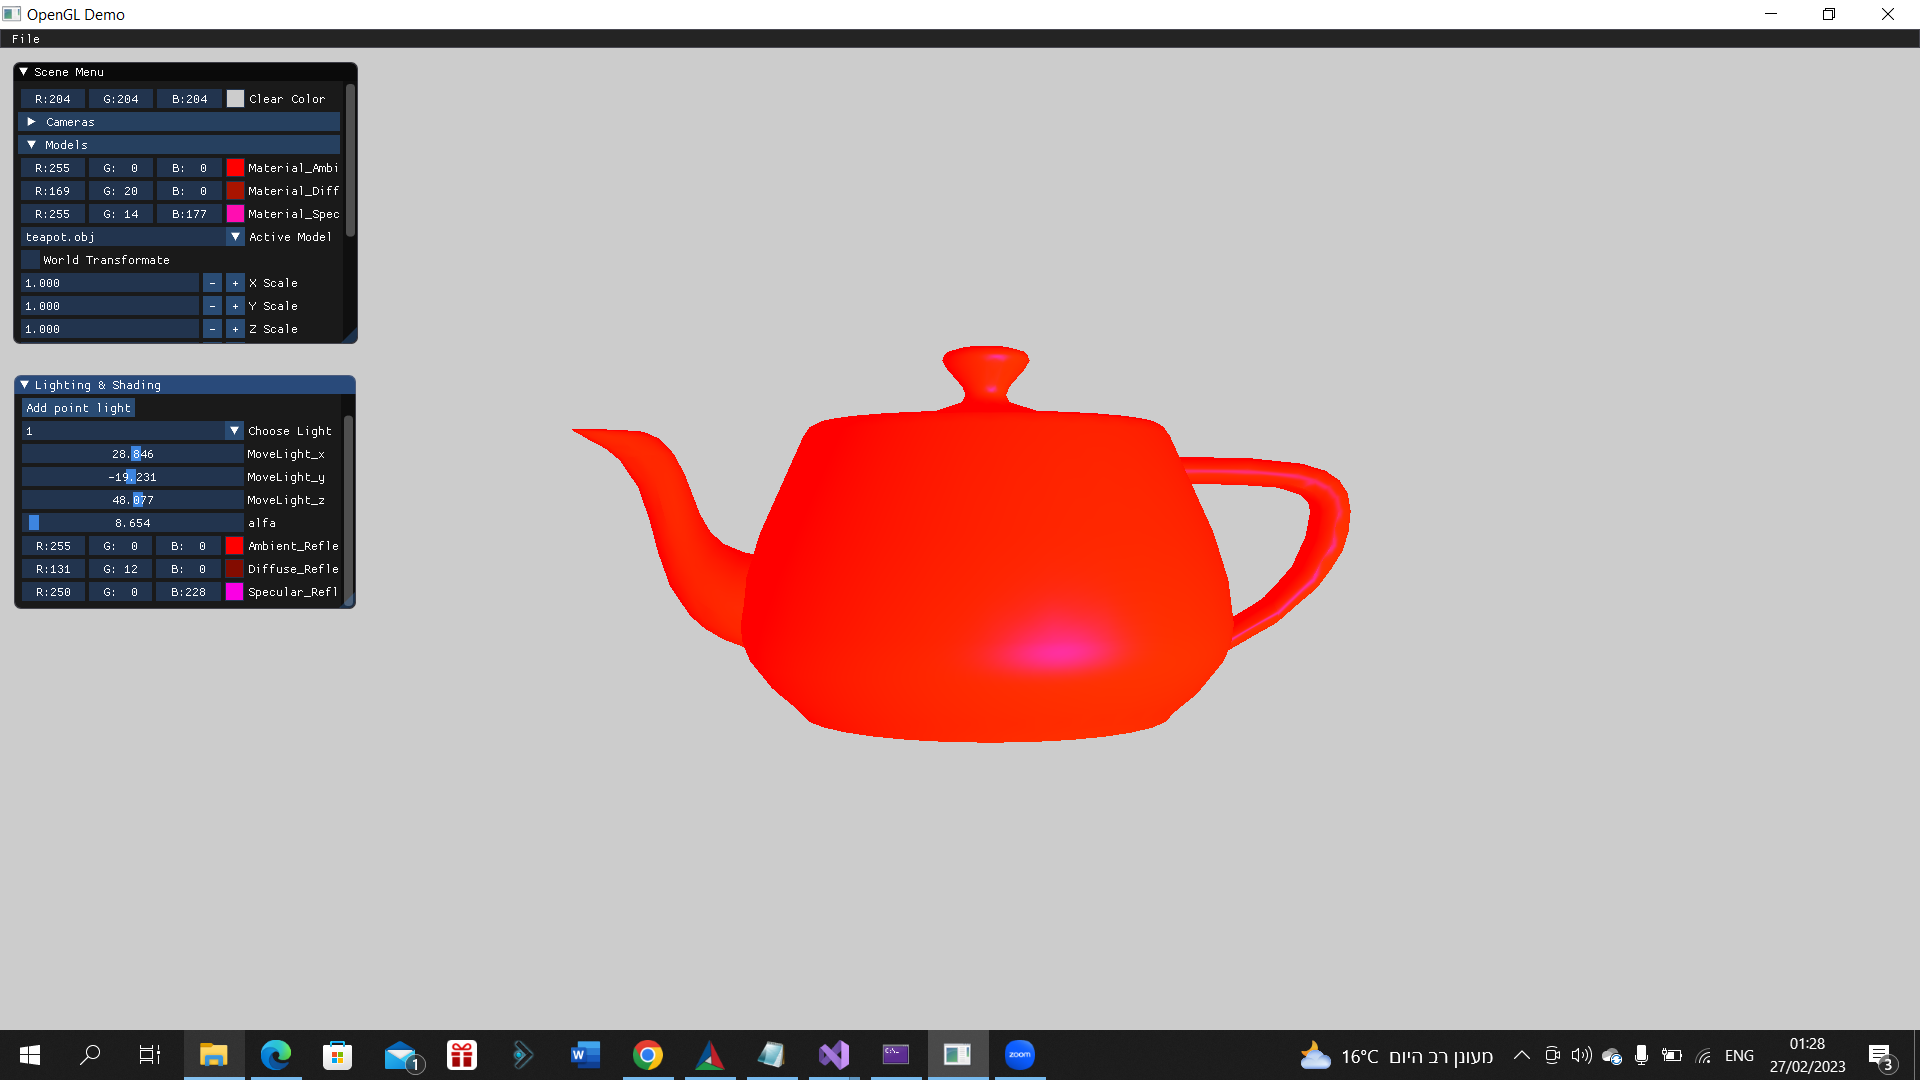 OpenGL Demo
File
Scene Menu
R:204 G:204 B:204 Clear Color
Cameras
Models
R:255 G: 0 B: 0 Material_Ambi
R:169 G: 20 B: 0 Material_Diff
R:255 G: 14 B:177 Material_Spec
teapot.obj Active Model
World Transformate
1.000 - + X Scale
1.000 - + Y Scale
1.000 - + Z Scale
Lighting & Shading
Add point light
1 Choose Light
28.846 MoveLight_x
-19.231 MoveLight_y
48.077 MoveLight_z
8.654 alfa
R:255 G: 0 B: 0 Ambient_Refle
R:131 G: 12 B: 0 Diffuse_Refle
R:250 G: 0 B:228 Specular_Refl
1
W
C:\_
zoom
16°C מעונן רב היום
ENG
01:28
27/02/2023
3